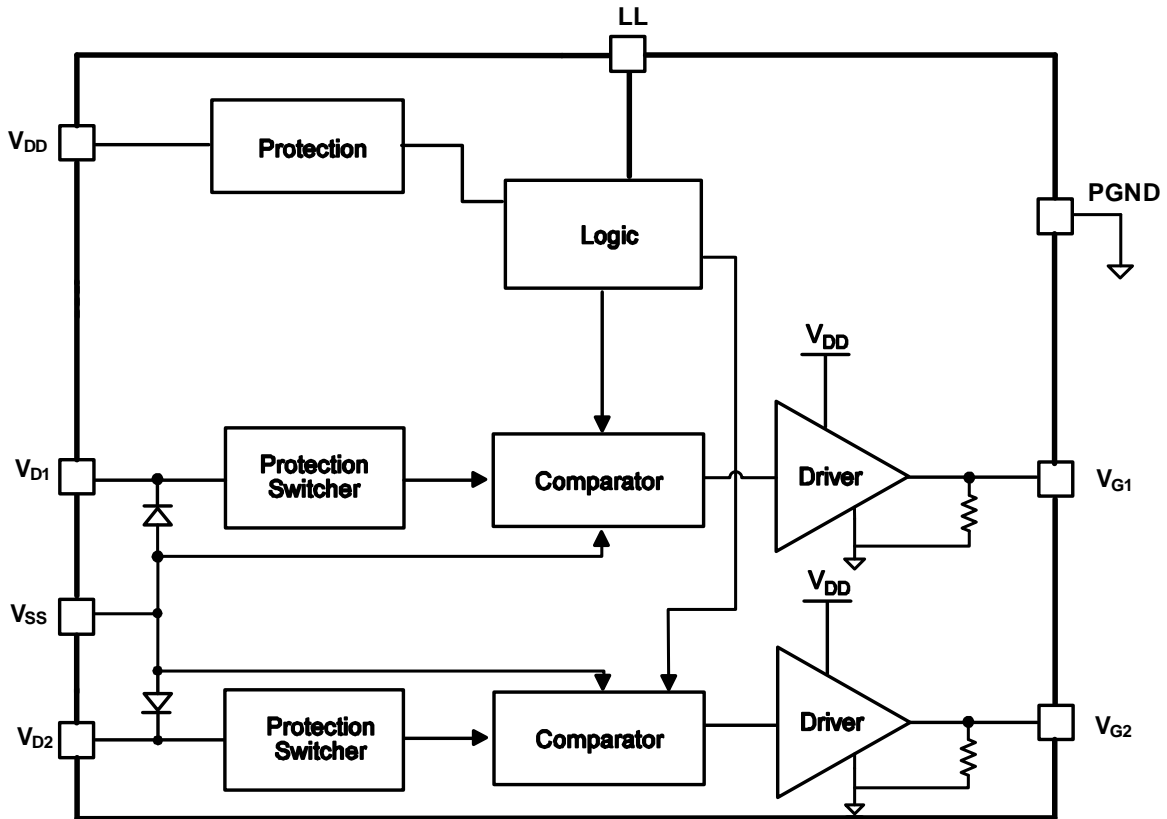 LL
VDD
Protection
PGND
Logic
VDD
VD1
Protection
Switcher
Comparator
Driver
VG1
VSS
VDD
VD2
Protection
Switcher
Comparator
Driver
VG2